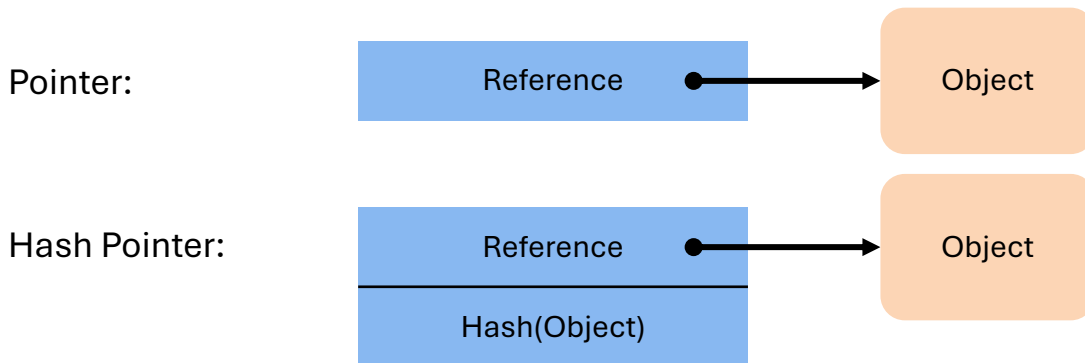 Pointer:
Reference
Object
Hash Pointer:
Reference
Object
Hash(Object)